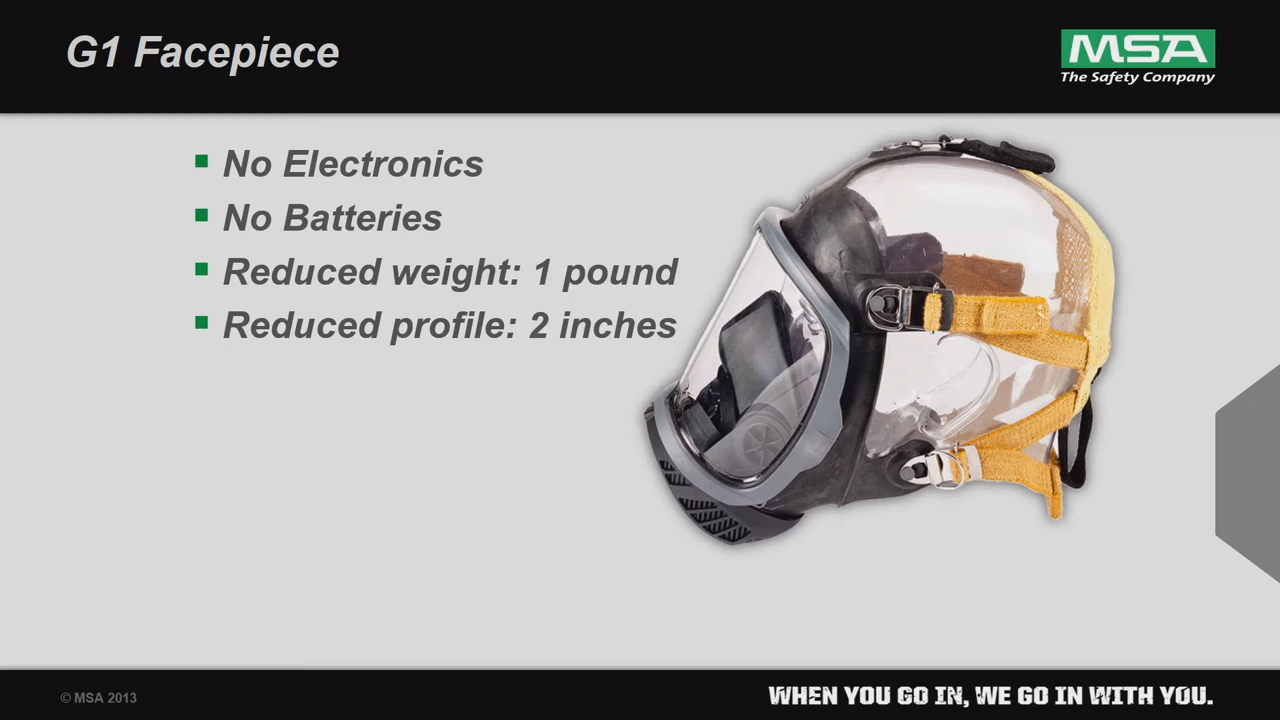 G1 Facepiece
MSA
The Safety Company
No Electronics
No Batteries
Reduced weight: 1 pound
Reduced profile: 2 inches
© MSA 2013
WHEN YOU GO IN, WE GO IN WITH YOU.